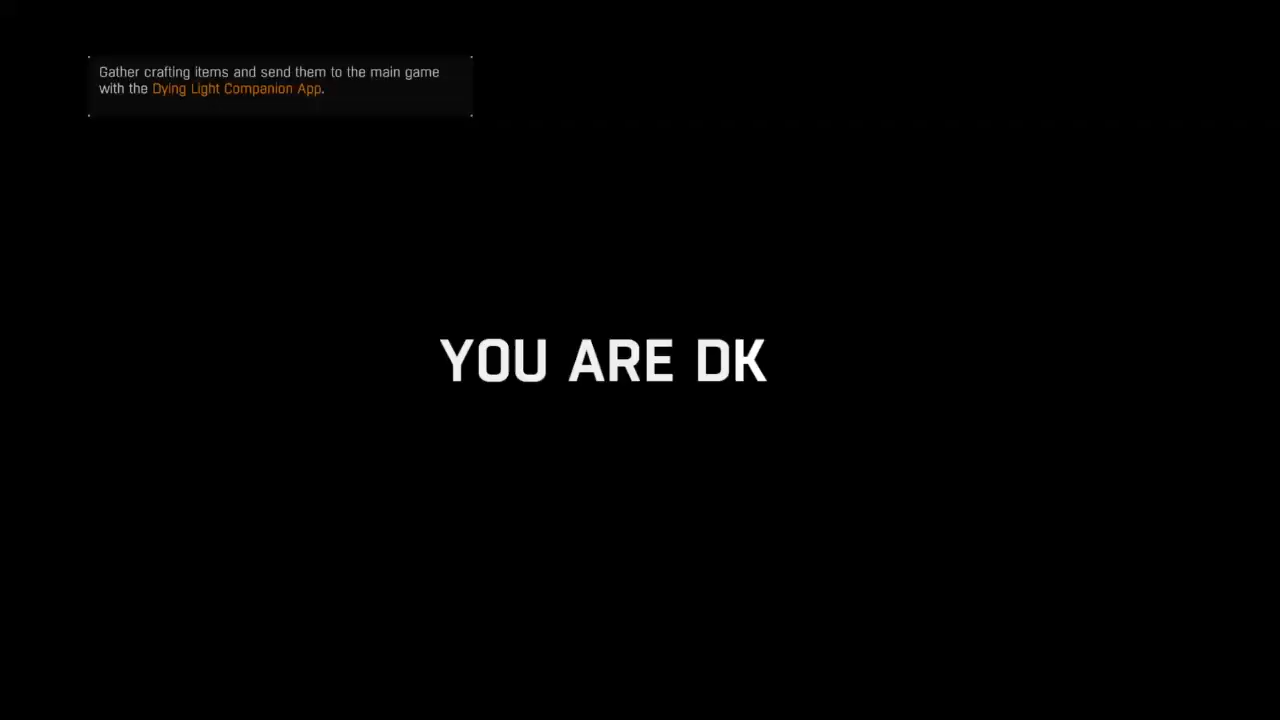 Gather crafting items and send them to the main game
with the Dying Light Companion App.
YOU ARE DK